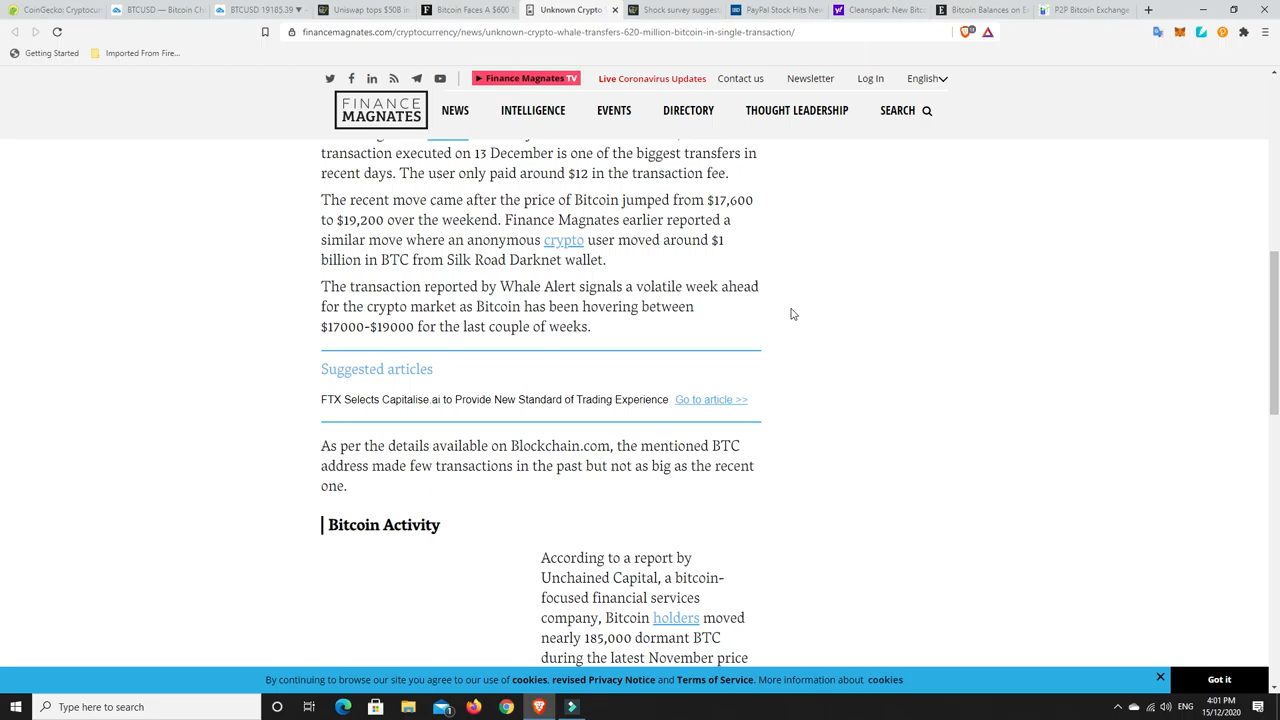 CoinGecko: Cryptocurr
BTCUSD — Bitcoin Ch
BTCUSD 19185.39
Uniswap tops $50B in
Bitcoin Faces A $600 B
Unknown Crypto
Shock survey suggest
PayPal Stock Hits Ne
Cleanspark: New Bitc
Bitcoin Balances on E
P2P Bitcoin Exchange
financemagnates.com/cryptocurrency/news/unknown-crypto-whale-transfers-620-million-bitcoin-in-single-transaction/
Getting Started
Imported From Fire...
Finance Magnates TV
Live Coronavirus Updates
Contact us
Newsletter
Log In
English
FINANCE
MAGNATES
NEWS
INTELLIGENCE
EVENTS
DIRECTORY
THOUGHT LEADERSHIP
SEARCH
transaction executed on 13 December is one of the biggest transfers in
recent days. The user only paid around $12 in the transaction fee.
The recent move came after the price of Bitcoin jumped from $17,600
to $19,200 over the weekend. Finance Magnates earlier reported a
similar move where an anonymous crypto user moved around $1
billion in BTC from Silk Road Darknet wallet.
The transaction reported by Whale Alert signals a volatile week ahead
for the crypto market as Bitcoin has been hovering between
$17000-$19000 for the last couple of weeks.
Suggested articles
FTX Selects Capitalise.ai to Provide New Standard of Trading Experience Go to article >>
As per the details available on Blockchain.com, the mentioned BTC
address made few transactions in the past but not as big as the recent
one.
Bitcoin Activity
According to a report by
Unchained Capital, a bitcoin-
focused financial services
company, Bitcoin holders moved
nearly 185,000 dormant BTC
during the latest November price
By continuing to browse our site you agree to our use of cookies, revised Privacy Notice and Terms of Service. More information about cookies
Got it
Type here to search
ENG
4:01 PM
15/12/2020